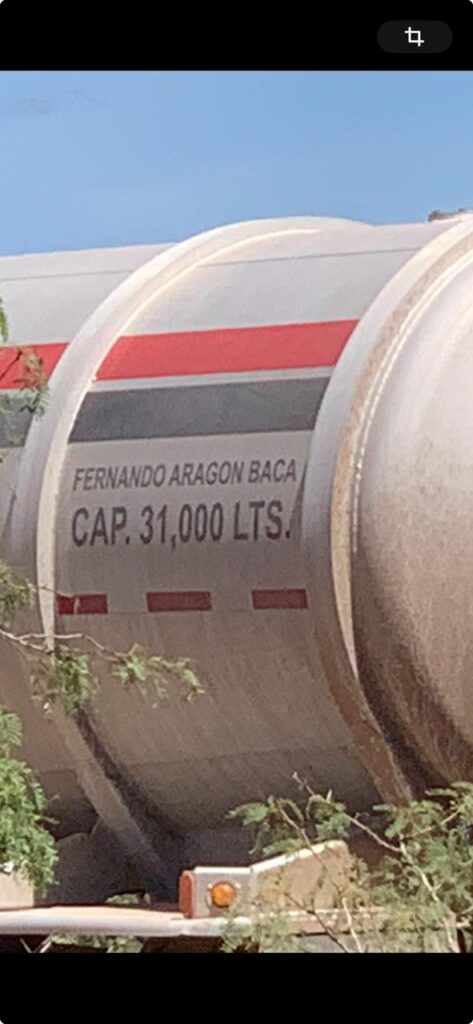 FERNANDO ARAGON BACA
CAP. 31,000 LTS.